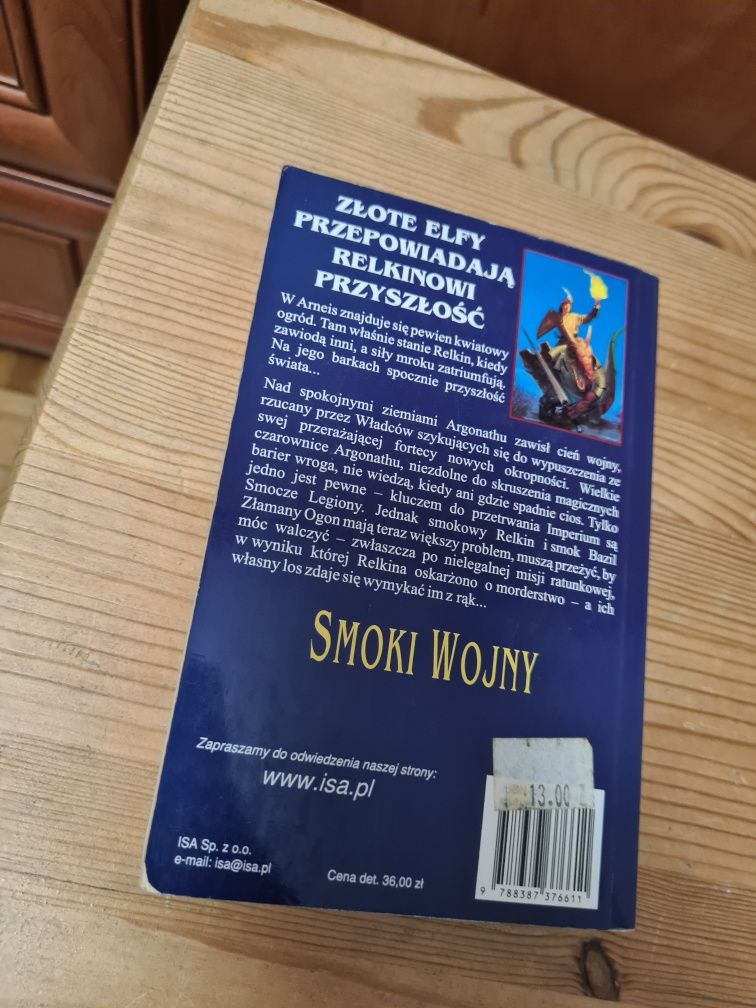 ZŁOTE ELFY
PRZEPOWIADAJĄ
RELKINOWI
PRZYSZŁOŚĆ
W Arneis znajduje się pewien kwiatowy
ogród. Tam właśnie stanie Relkin, kiedy
zawiodą inni, a siły mroku zatriumfują.
Na jego barkach spocznie przyszłość
świata...
Nad spokojnymi ziemiami Argonathu zawisł cień wojny,
rzucany przez Władców szykujących się do wypuszczenia ze
swej przerażającej fortecy nowych okropności. Wielkie
czarownice Argonathu, niezdolne do skruszenia magicznych
barier wroga, nie wiedzą, kiedy ani gdzie spadnie cios. Tylko
jedno jest pewne – kluczem do przetrwania Imperium są
Smocze Legiony. Jednak smokowy Relkin i smok Bazil
Złamany Ogon mają teraz większy problem, muszą przeżyć, by
móc walczyć – zwłaszcza po nielegalnej misji ratunkowej,
w wyniku której Relkina oskarżono o morderstwo – a ich
własny los zdaje się wymykać im z rąk...
SMOKI WOJNY
Zapraszamy do odwiedzenia naszej strony:
www.isa.pl
13.00
ISA Sp. z o.o.
e-mail: isa@isa.pl
Cena det. 36,00 zł
9 788387 376611